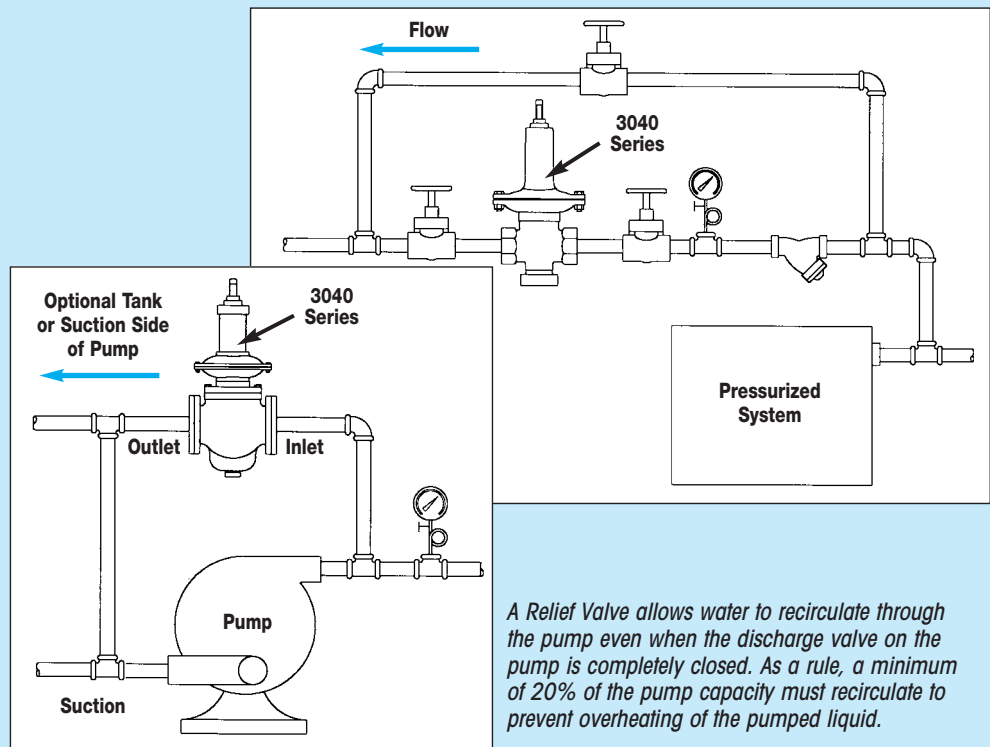 Flow
3040
Series
Pressurized
System
Optional Tank
or Suction Side
of Pump
3040
Series
Outlet
Inlet
Pump
Suction
A Relief Valve allows water to recirculate through
the pump even when the discharge valve on the
pump is completely closed. As a rule, a minimum
of 20% of the pump capacity must recirculate to
prevent overheating of the pumped liquid.